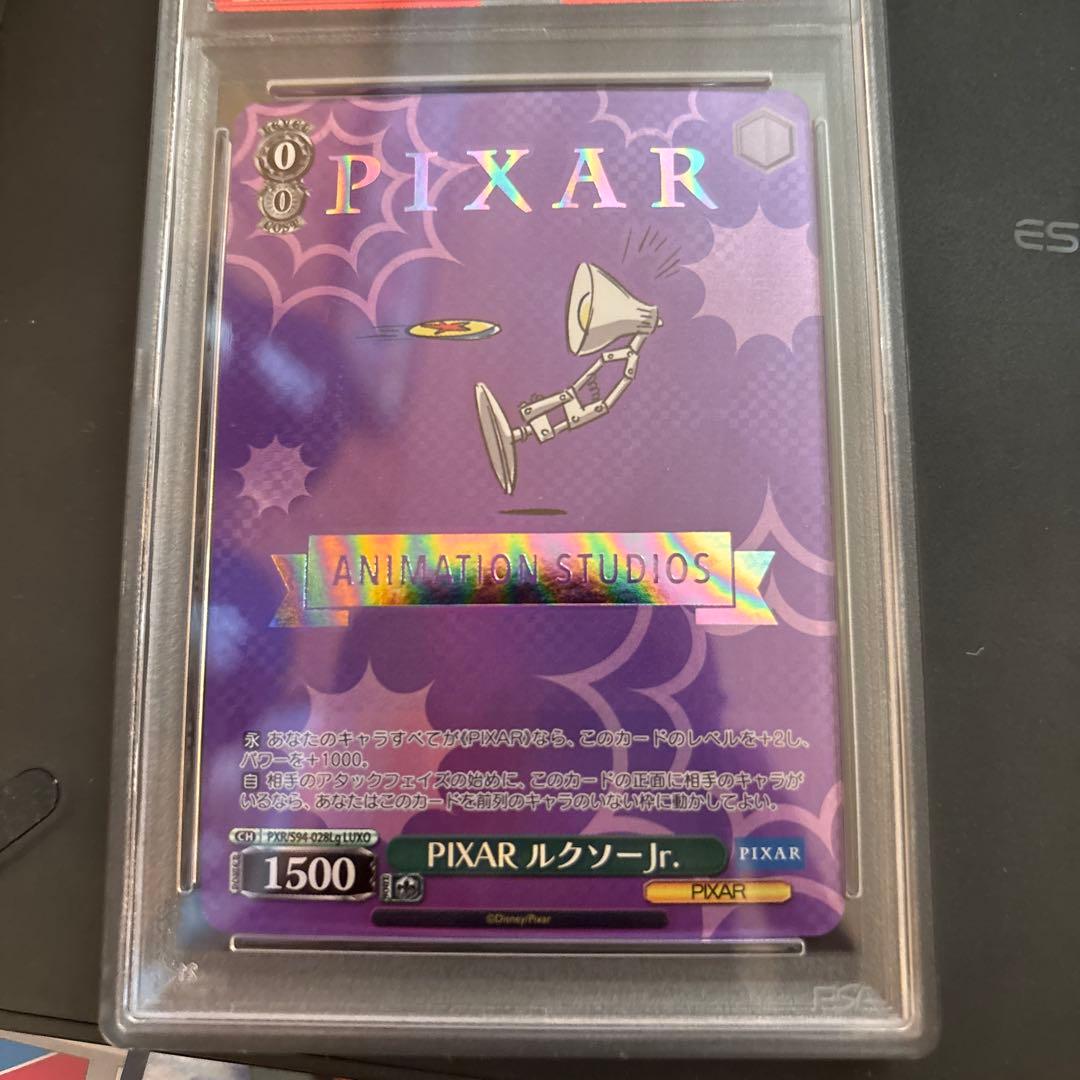 LEVEL
0
0
COST
PIXAR
ES
ANIMATION STUDIOS
永 あなたのキャラすべてが《PIXAR》なら、このカードのレベルを+2し、
パワーを+1000。
自 相手のアタックフェイズの始めに、このカードの正面に相手のキャラが
いるなら、あなたはこのカードを前列のキャラのいない枠に動かしてよい。
CH PXR/S94-028Lg LUXO
POWER 1500
SOUL
PIXAR ルクソーJr.
PIXAR
PIXAR
©Disney/Pixar
PSA